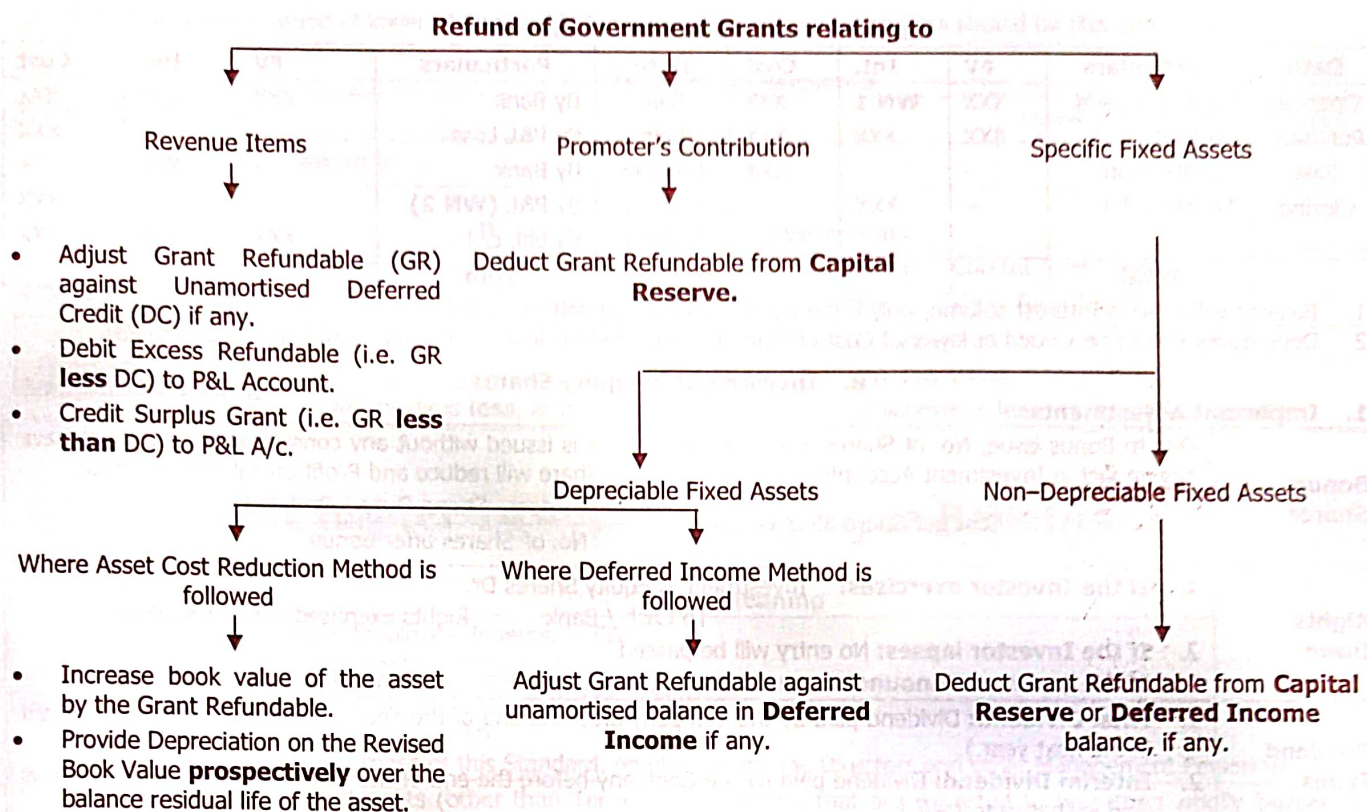 Refund of Government Grants relating to
Revenue Items
Promoter's Contribution
Specific Fixed Assets
• Adjust Grant Refundable (GR)
against Unamortised Deferred
Credit (DC) if any.
• Debit Excess Refundable (i.e. GR
less DC) to P&L Account.
• Credit Surplus Grant (i.e. GR less
than DC) to P&L A/c.
Deduct Grant Refundable from Capital
Reserve.
Depreciable Fixed Assets
Non–Depreciable Fixed Assets
Where Asset Cost Reduction Method is
followed
Where Deferred Income Method is
followed
• Increase book value of the asset
by the Grant Refundable.
• Provide Depreciation on the Revised
Book Value prospectively over the
balance residual life of the asset.
Adjust Grant Refundable against
unamortised balance in Deferred
Income if any.
Deduct Grant Refundable from Capital
Reserve or Deferred Income
balance, if any.